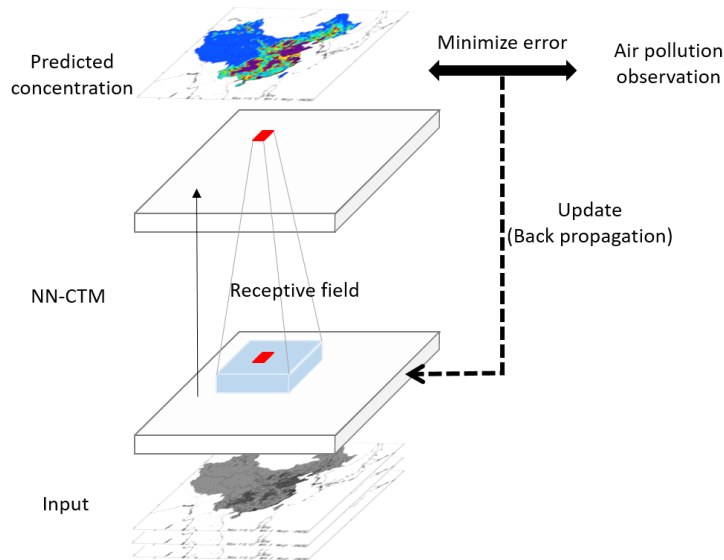 Predicted
concentration
Minimize error
Air pollution
observation
Update
(Back propagation)
NN-CTM
Receptive field
Input